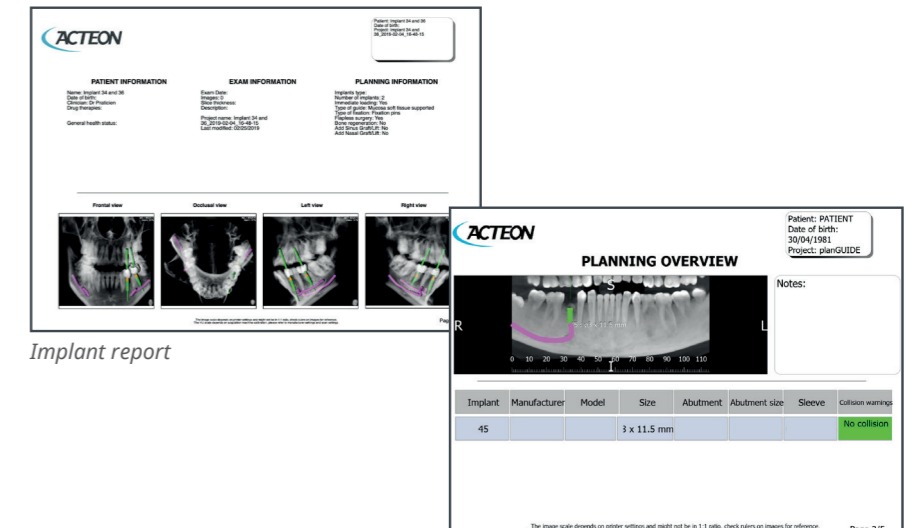 ACTEON
Patient: Implant 34 and 36
Date of birth:
Project: Implant 34 and
36_2019-02-04_16-48-15
PATIENT INFORMATION
Name: Implant 34 and 36
Date of birth:
Clinician: Dr Praticien
Drug therapies:
General health status:
EXAM INFORMATION
Exam Date:
Images: 0
Slice thickness:
Description:
Project name: Implant 34 and
36_2019-02-04_16-48-15
Last modified: 02/25/2019
PLANNING INFORMATION
Implants type:
Number of implants: 2
Immediate loading: Yes
Type of guide: Mucosa soft tissue supported
Type of fixation: Fixation pins
Flapless surgery: Yes
Bone regeneration: No
Add Sinus Graft/Lift: No
Add Nasal Graft/Lift: No
Frontal view
Occlusal view
Left view
Right view
Implant report
ACTEON
Patient: PATIENT
Date of birth:
30/04/1981
Project: planGUIDE
PLANNING OVERVIEW
S
R
L
0 10 20 30 40 50 60 70 80 90 100 110
I
Notes:
Implant Manufacturer Model Size Abutment Abutment size Sleeve Collision warnings
45 3 x 11.5 mm No collision
The image scale depends on printer settings and might not be in 1:1 ratio, check rulers on images for reference.